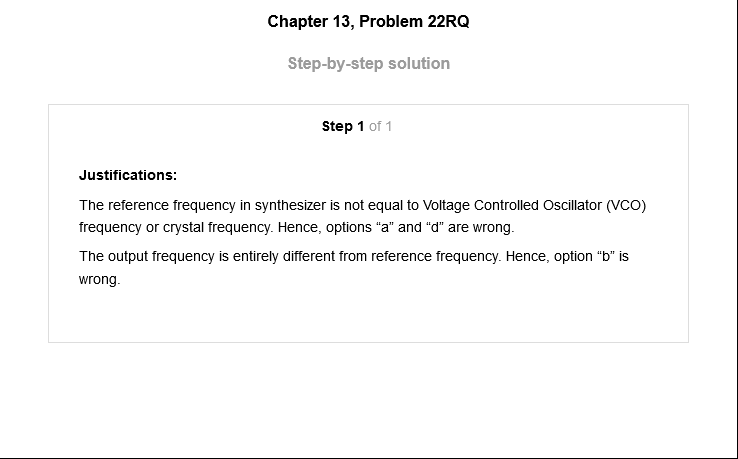 Chapter 13, Problem 22RQ
Step-by-step solution
Step 1 of 1
Justifications:
The reference frequency in synthesizer is not equal to Voltage Controlled Oscillator (VCO)
frequency or crystal frequency. Hence, options “a” and “d” are wrong.
The output frequency is entirely different from reference frequency. Hence, option “b” is
wrong.